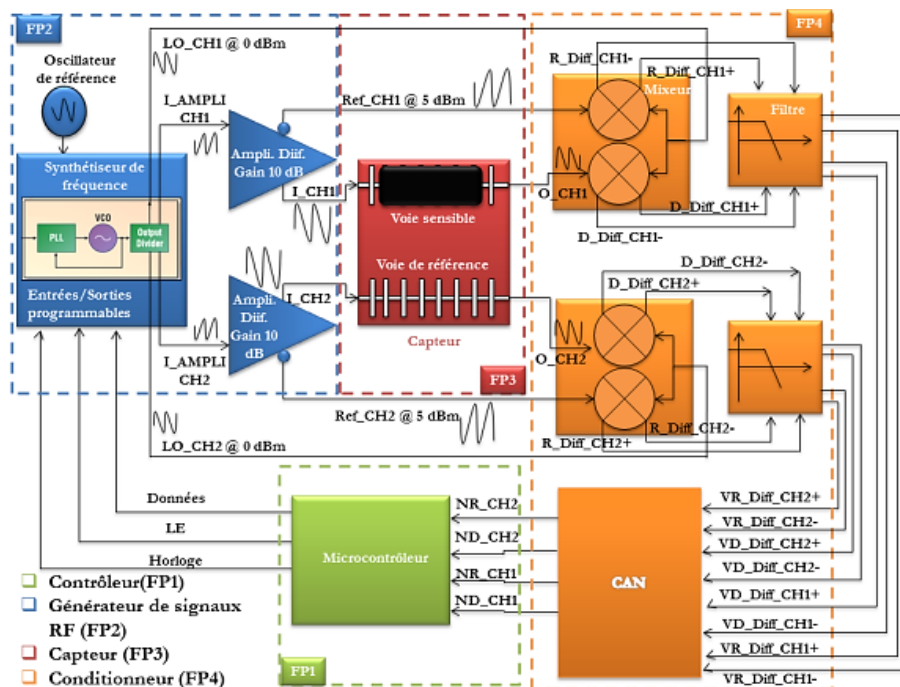 FP2
LO_CH1 @ 0 dBm
FP4
Oscillateur
de référence
I_AMPLI
CH1
Ref_CH1 @ 5 dBm
R_Diff_CH1-
R_Diff_CH1+
Mixeur
Filtre
Synthétiseur de
fréquence
Ampli. Diif.
Gain 10 dB
I_CH1
O_CH1
D_Diff_CH1+
D_Diff_CH1-
VCO
PLL
Output
Divider
Voie sensible
Voie de référence
Entrées/Sorties
programmables
Ampli.
Diif.
Gain 10
dB
I_CH2
D_Diff_CH2-
D_Diff_CH2+
O_CH2
Capteur
I_AMPLI
CH2
FP3
Ref_CH2 @ 5 dBm
R_Diff_CH2-
R_Diff_CH2+
LO_CH2 @ 0 dBm
Données
LE
Horloge
Microcontrôleur
NR_CH2
ND_CH2
NR_CH1
ND_CH1
CAN
VR_Diff_CH2+
VR_Diff_CH2-
VD_Diff_CH2+
VD_Diff_CH2-
VD_Diff_CH1+
VD_Diff_CH1-
VR_Diff_CH1+
VR_Diff_CH1-
Contrôleur(FP1)
Générateur de signaux
RF (FP2)
Capteur (FP3)
Conditionneur (FP4)
FP1